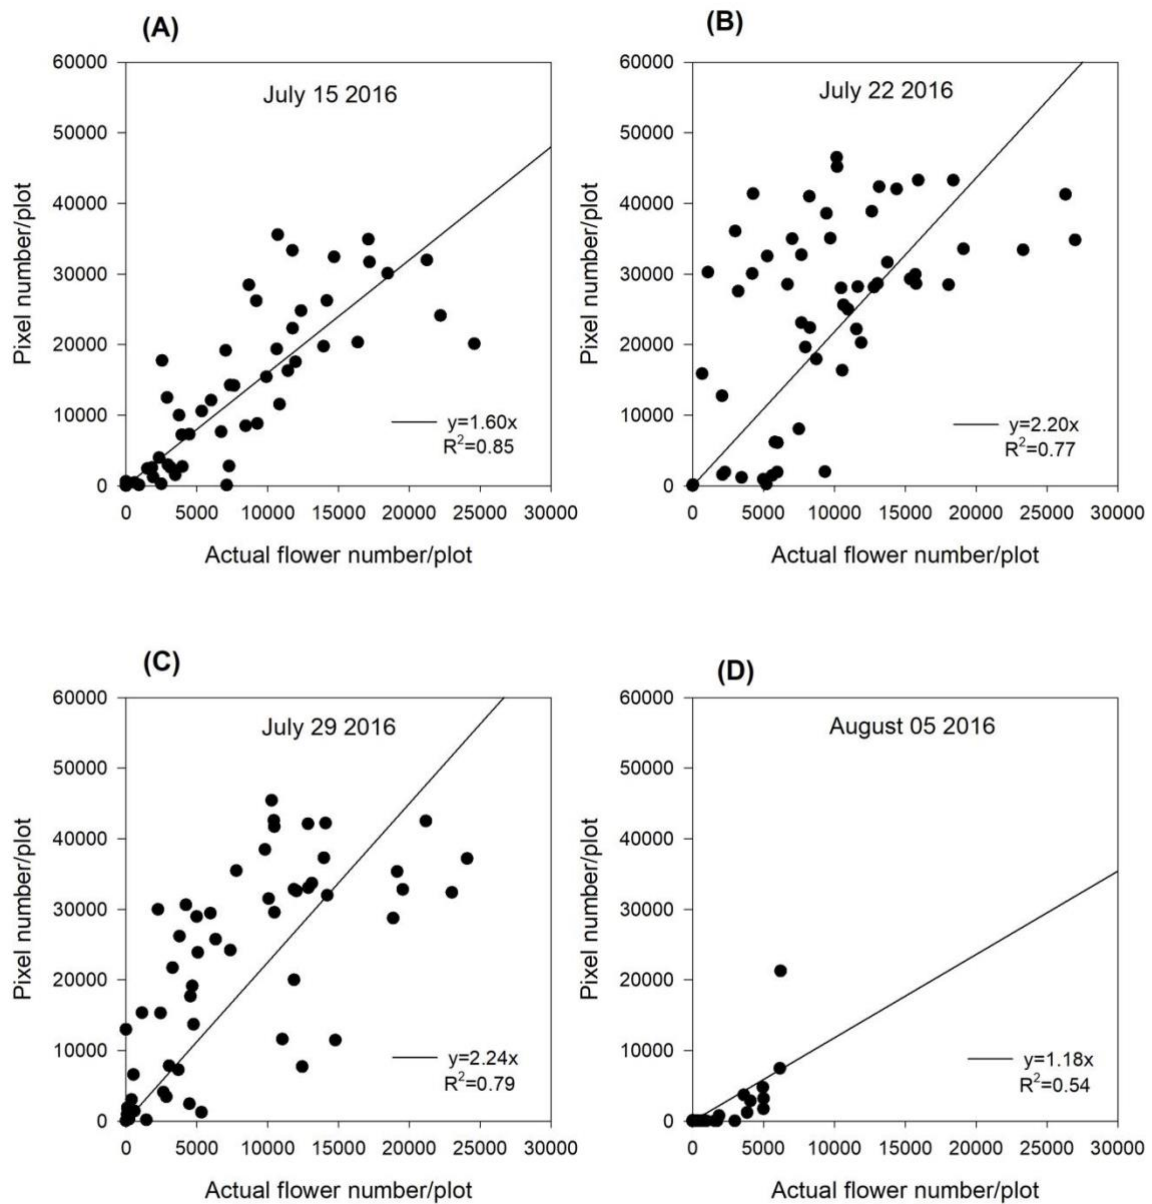 (A)
July 15 2016
60000
50000
40000
30000
20000
10000
0
Pixel number/plot
y=1.60x
R²=0.85
0 5000 10000 15000 20000 25000 30000
Actual flower number/plot
(B)
July 22 2016
60000
50000
40000
30000
20000
10000
0
Pixel number/plot
y=2.20x
R²=0.77
0 5000 10000 15000 20000 25000 30000
Actual flower number/plot
(C)
July 29 2016
60000
50000
40000
30000
20000
10000
0
Pixel number/plot
y=2.24x
R²=0.79
0 5000 10000 15000 20000 25000 30000
Actual flower number/plot
(D)
August 05 2016
60000
50000
40000
30000
20000
10000
0
Pixel number/plot
y=1.18x
R²=0.54
0 5000 10000 15000 20000 25000 30000
Actual flower number/plot